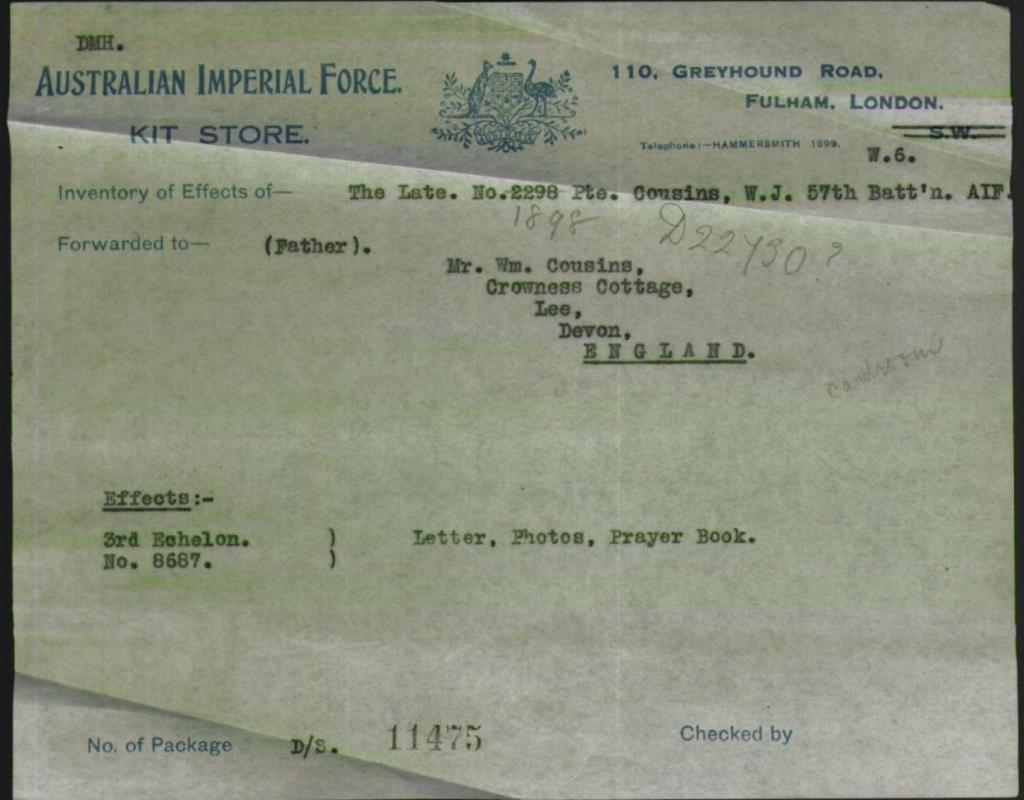 DMH.
AUSTRALIAN IMPERIAL FORCE.
KIT STORE.
110, GREYHOUND ROAD,
FULHAM, LONDON.
S.W.
Telephone:—HAMMERSMITH 1899.
W.6.
Inventory of Effects of— The Late. No.2298 Pte. Cousins, W.J. 57th Batt'n. AIF.
1898 D22730?
Forwarded to— (Father).
Mr. Wm. Cousins,
Crowness Cottage,
Lee,
Devon,
E N G L A N D.
Effects:-
3rd Echelon. ) Letter, Photos, Prayer Book.
No. 8687. )
No. of Package D/S. 11475 Checked by